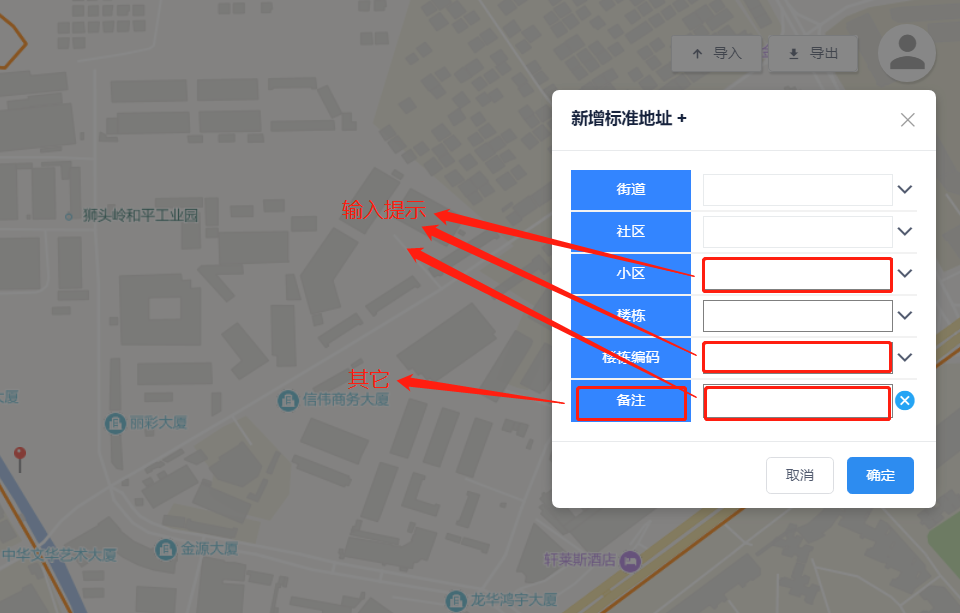 导入
导出
新增标准地址 +
街道
社区
小区
楼栋
楼栋编码
备注
取消
确定
输入提示
其它
狮头岭和平工业园
大厦
丽彩大厦
信伟商务大厦
中华文华艺术大厦
金源大厦
轩莱斯酒店
龙华鸿宇大厦